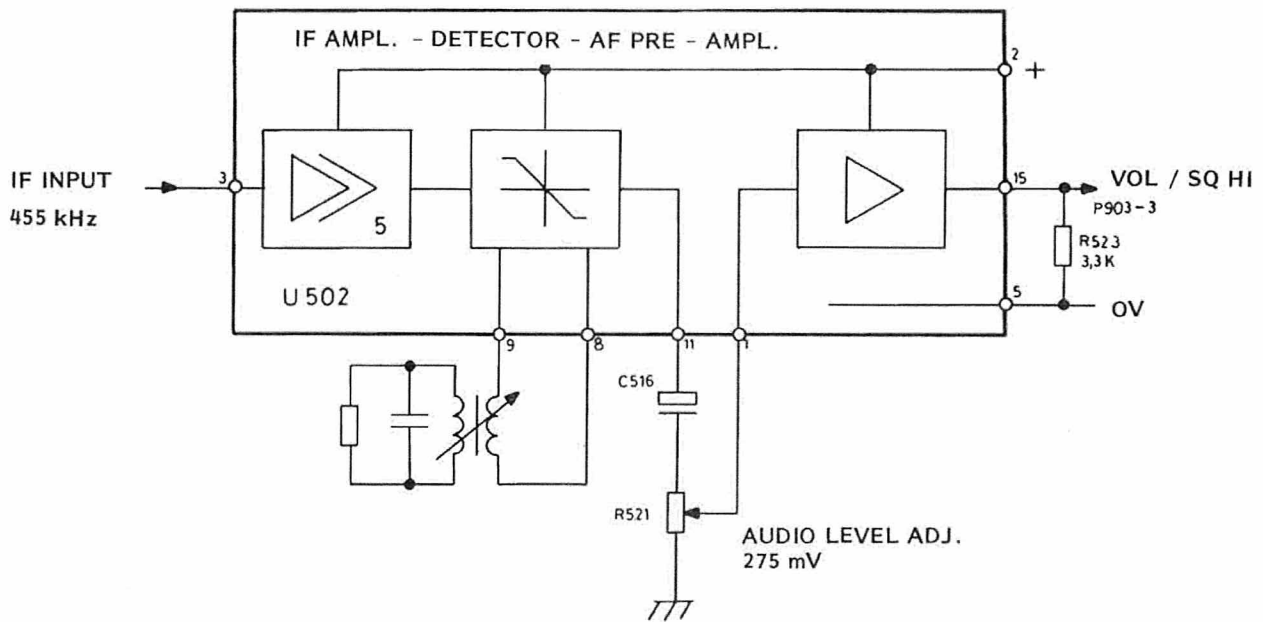 IF AMPL. - DETECTOR - AF PRE - AMPL.
2
+
IF INPUT
3
455 kHz
5
15
VOL / SQ HI
P903-3
R523
3,3K
U502
5
0V
9
8
11
1
C516
R521
AUDIO LEVEL ADJ.
275 mV